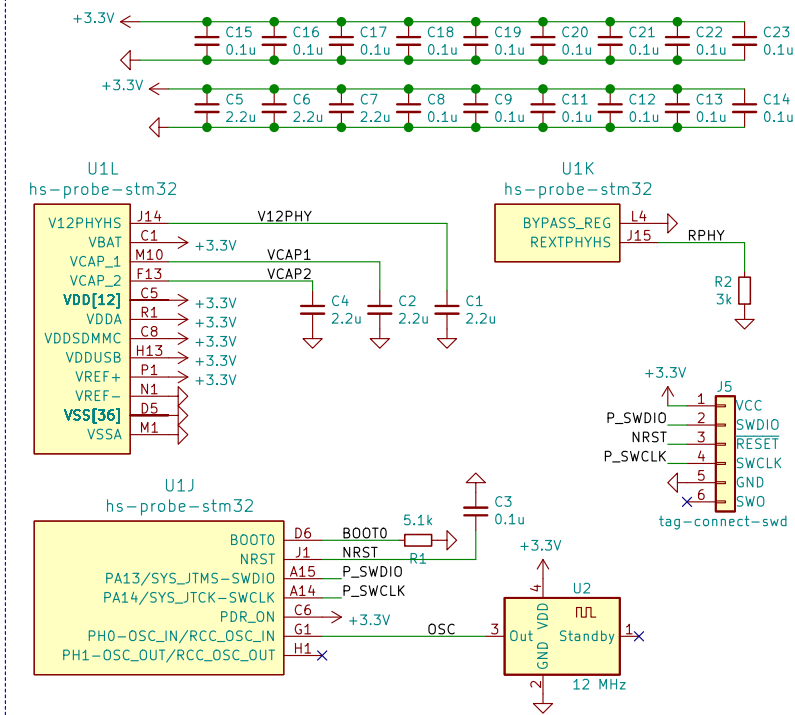 +3.3V
C15 C16 C17 C18 C19 C20 C21 C22 C23
0.1u 0.1u 0.1u 0.1u 0.1u 0.1u 0.1u 0.1u 0.1u
+3.3V
C5 C6 C7 C8 C9 C11 C12 C13 C14
2.2u 2.2u 2.2u 0.1u 0.1u 0.1u 0.1u 0.1u 0.1u
U1L
hs-probe-stm32
V12PHYHS J14 V12PHY
VBAT C1 +3.3V
VCAP_1 M10 VCAP1
VCAP_2 F13 VCAP2
VDD[12] C5 +3.3V
VDDA R1 +3.3V
VDDSDMMC C8 +3.3V
VDDUSB H13 +3.3V
VREF+ P1 +3.3V
VREF- N1
VSS[36] D5
VSSA M1
C4 C2 C1
2.2u 2.2u 2.2u
U1K
hs-probe-stm32
BYPASS_REG L4
REXTPHYHS J15 RPHY
R2
3k
J5
+3.3V
1 VCC
P_SWDIO 2 SWDIO
NRST 3 RESET
P_SWCLK 4 SWCLK
5 GND
6 SWO
tag-connect-swd
U1J
hs-probe-stm32
BOOT0 D6 BOOT0
NRST J1 NRST
PA13/SYS_JTMS-SWDIO A15 P_SWDIO
PA14/SYS_JTCK-SWCLK A14 P_SWCLK
PDR_ON C6 +3.3V
PH0-OSC_IN/RCC_OSC_IN G1 OSC
PH1-OSC_OUT/RCC_OSC_OUT H1
5.1k
R1
C3
0.1u
+3.3V
U2
4 VDD
3 Out Standby 1
GND 2
12 MHz